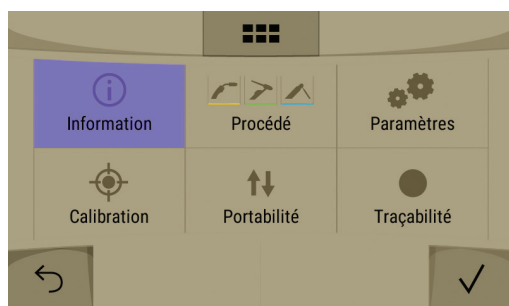 Information
Procédé
Paramètres
Calibration
Portabilité
Traçabilité